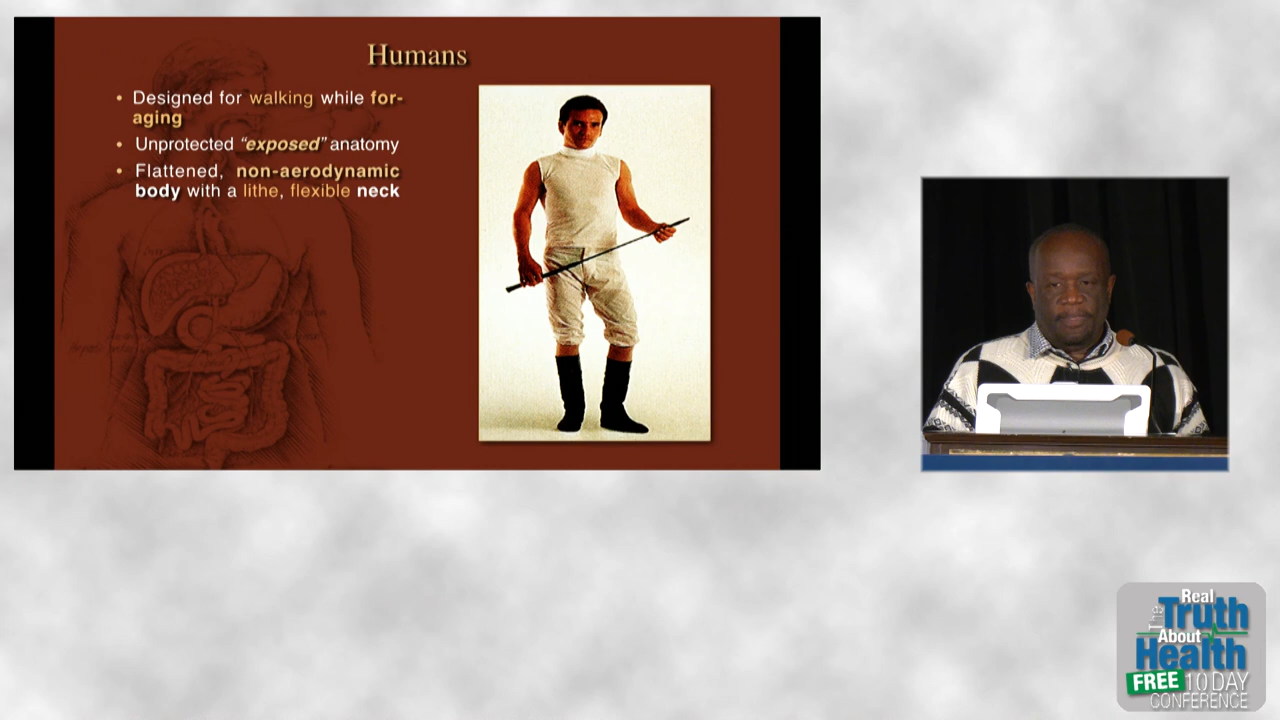 Humans
• Designed for walking while for-
aging
• Unprotected “exposed” anatomy
• Flattened, non-aerodynamic
body with a lithe, flexible neck
The Real
Truth
About
Health
FREE 10 DAY
CONFERENCE